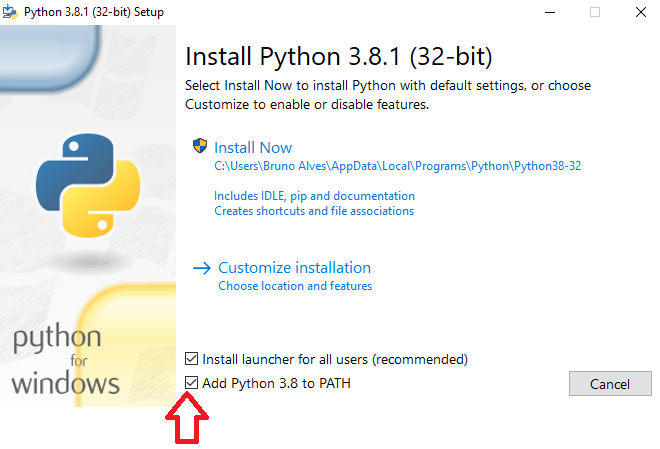 Python 3.8.1 (32-bit) Setup
Install Python 3.8.1 (32-bit)
Select Install Now to install Python with default settings, or choose
Customize to enable or disable features.
Install Now
C:\Users\Bruno Alves\AppData\Local\Programs\Python\Python38-32
Includes IDLE, pip and documentation
Creates shortcuts and file associations
Customize installation
Choose location and features
python
for
windows
Install launcher for all users (recommended)
Add Python 3.8 to PATH
Cancel